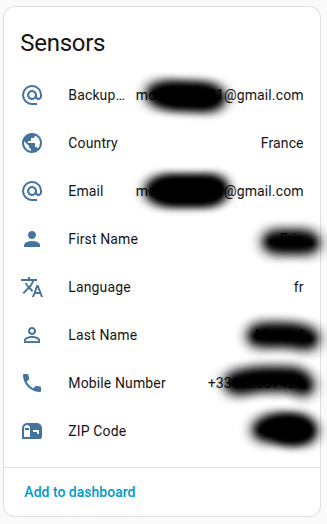 Sensors
Backup... @gmail.com
Country France
Email @gmail.com
First Name
Language fr
Last Name
Mobile Number +33
ZIP Code
Add to dashboard